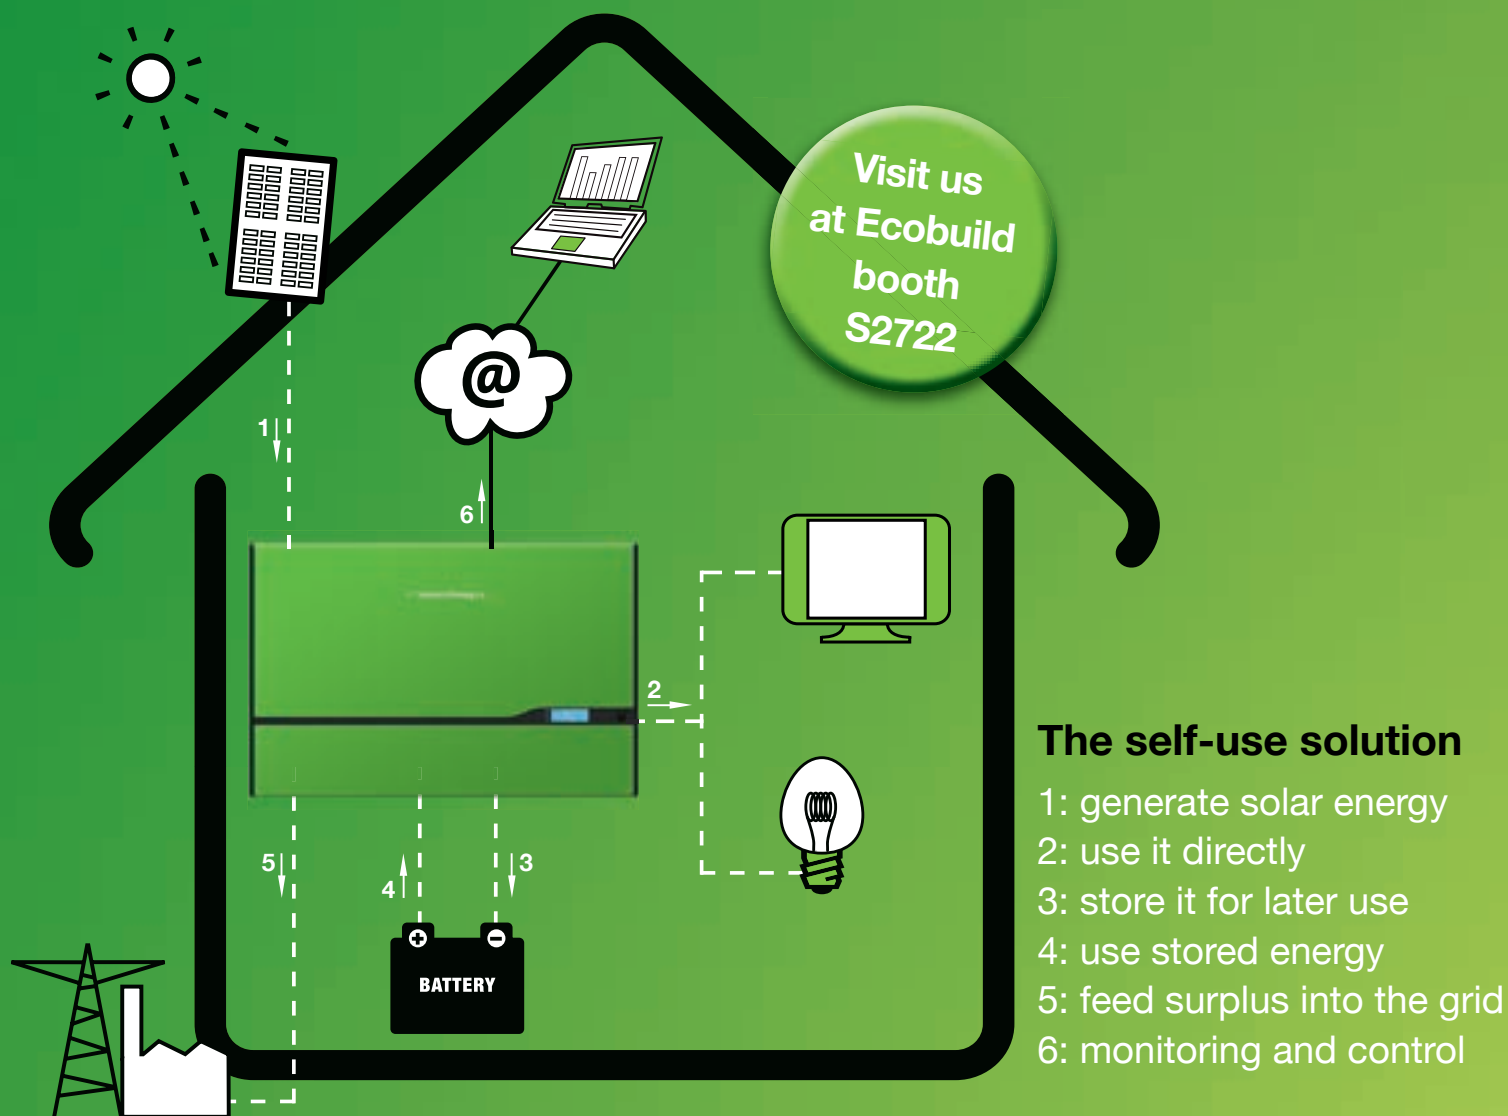 Visit us
at Ecobuild
booth
S2722
@
1
6
2
5
4
3
BATTERY
The self-use solution
1: generate solar energy
2: use it directly
3: store it for later use
4: use stored energy
5: feed surplus into the grid
6: monitoring and control